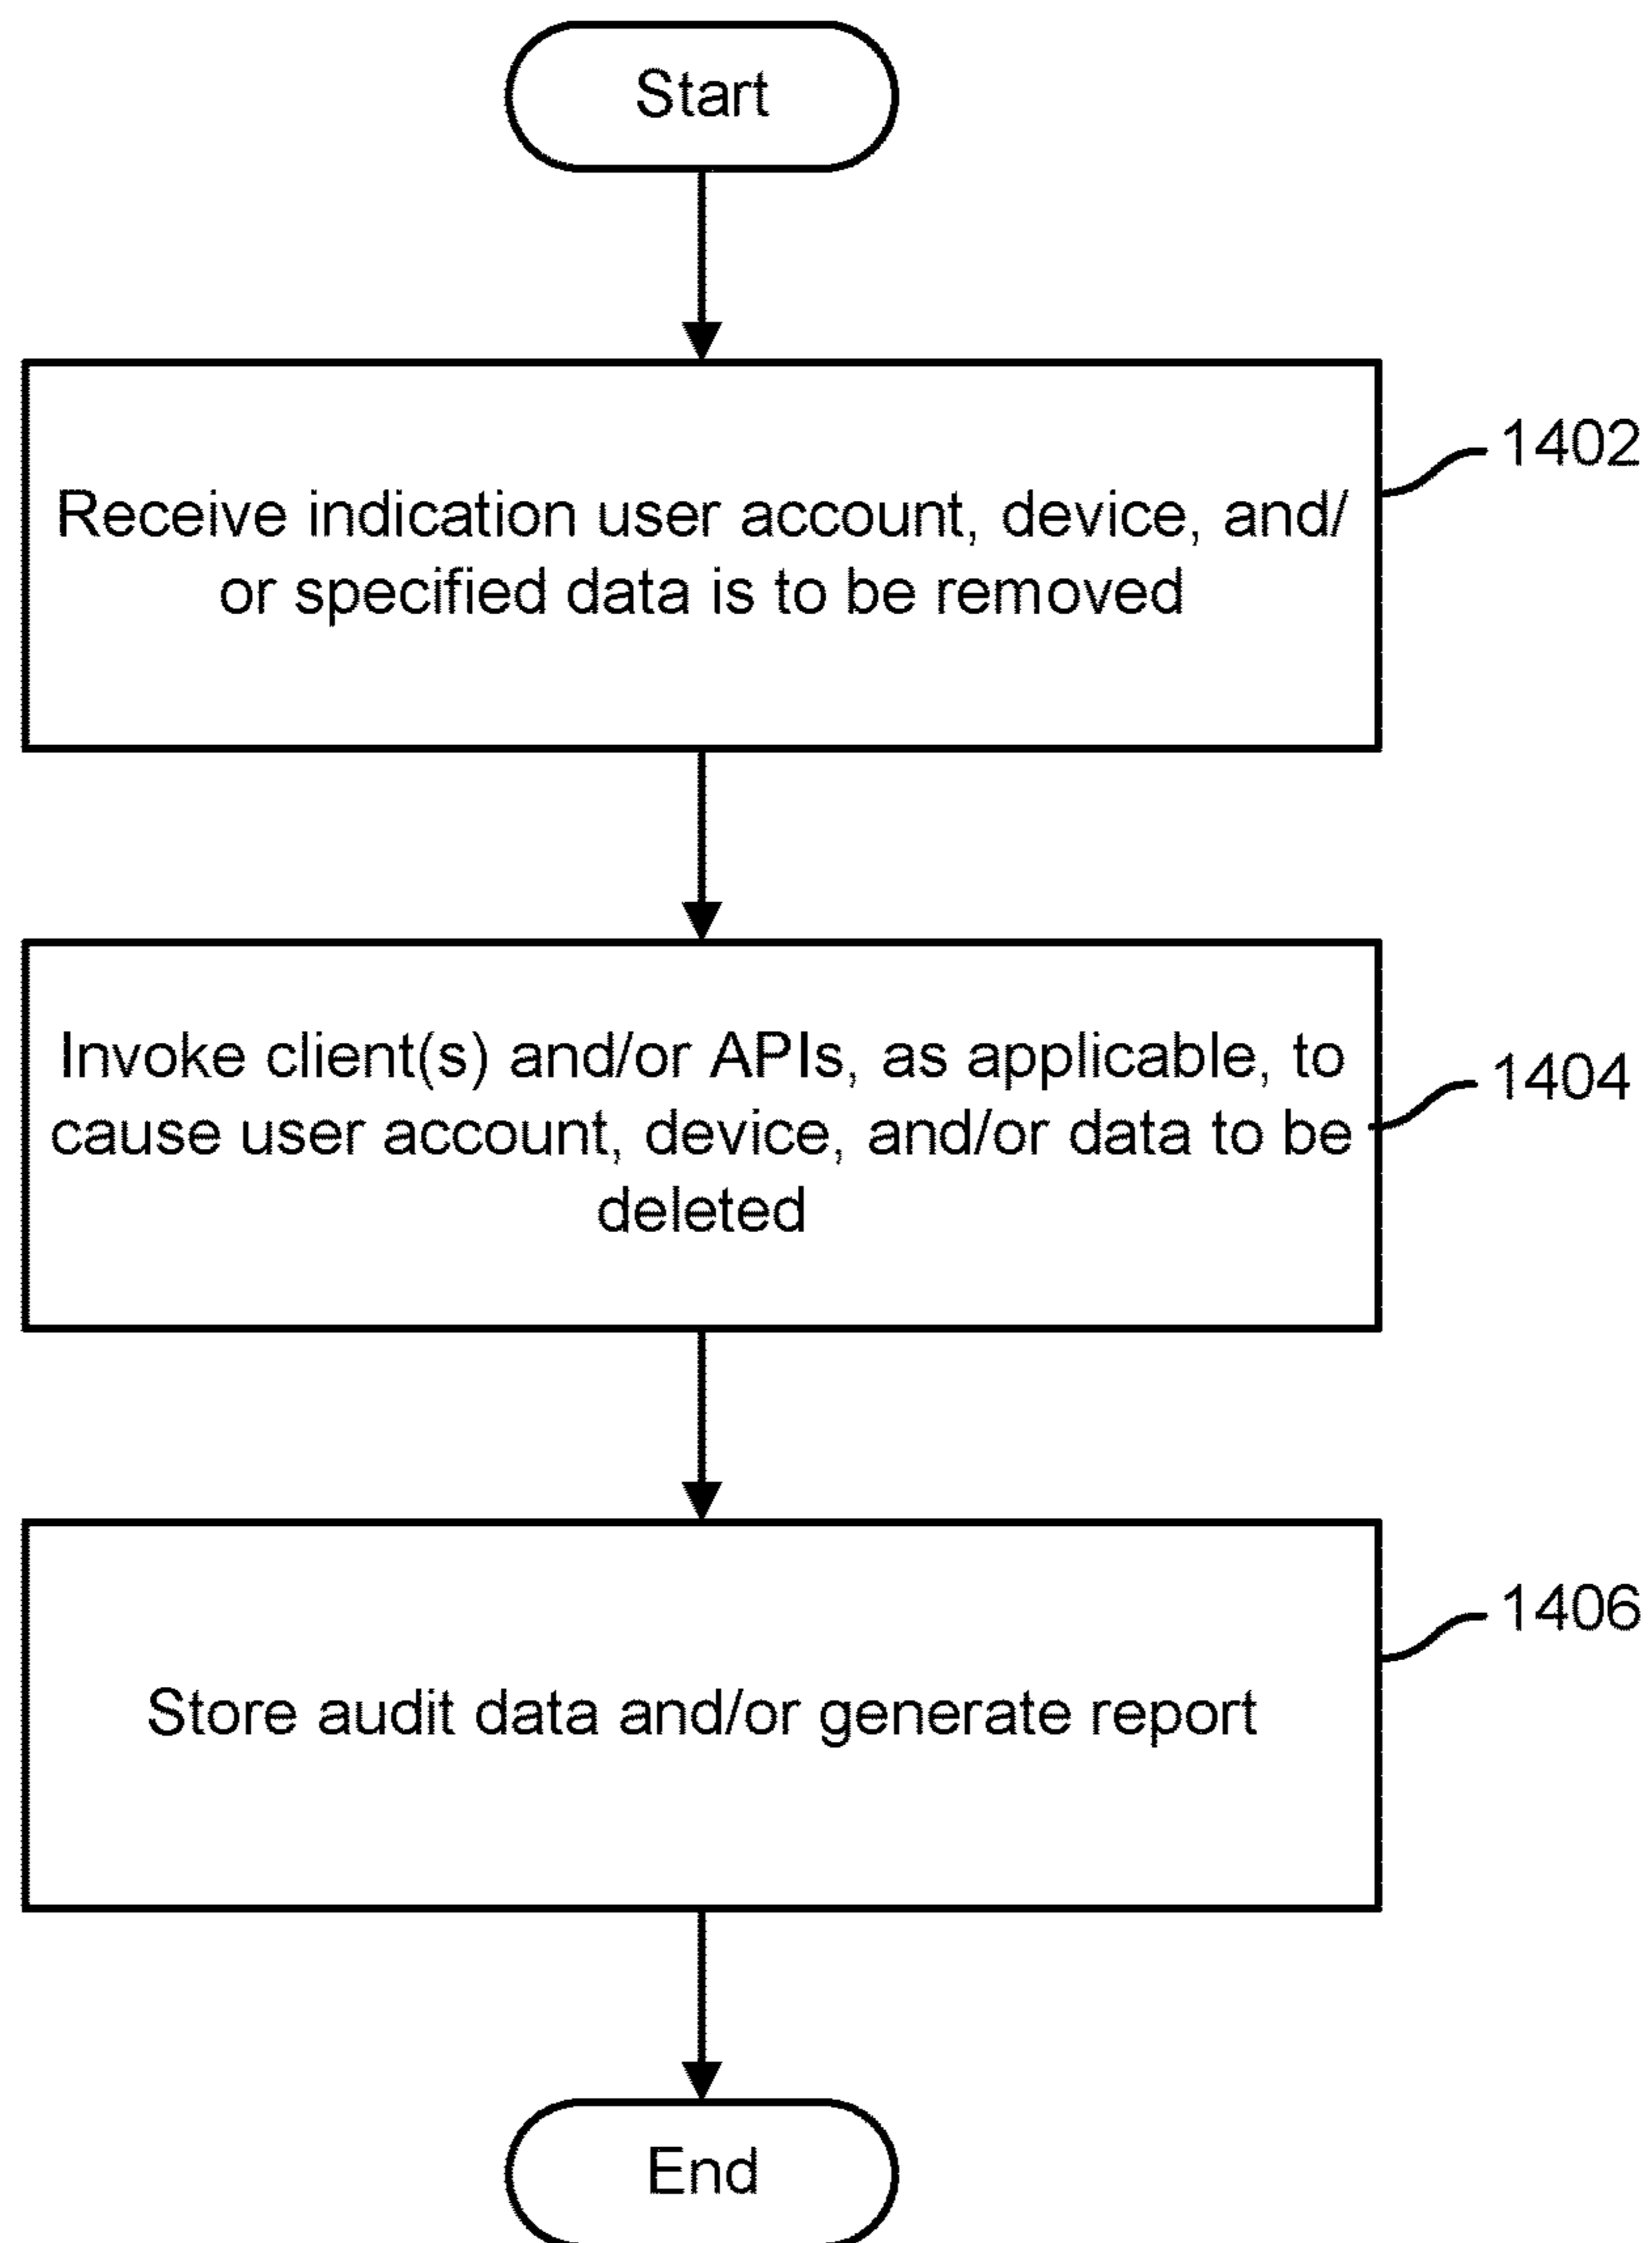 Start
1402
Receive indication user account, device, and/
or specified data is to be removed
Invoke client(s) and/or APIs, as applicable, to
1404
cause user account, device, and/or data to be
deleted
1406
Store audit data and/or generate report
End